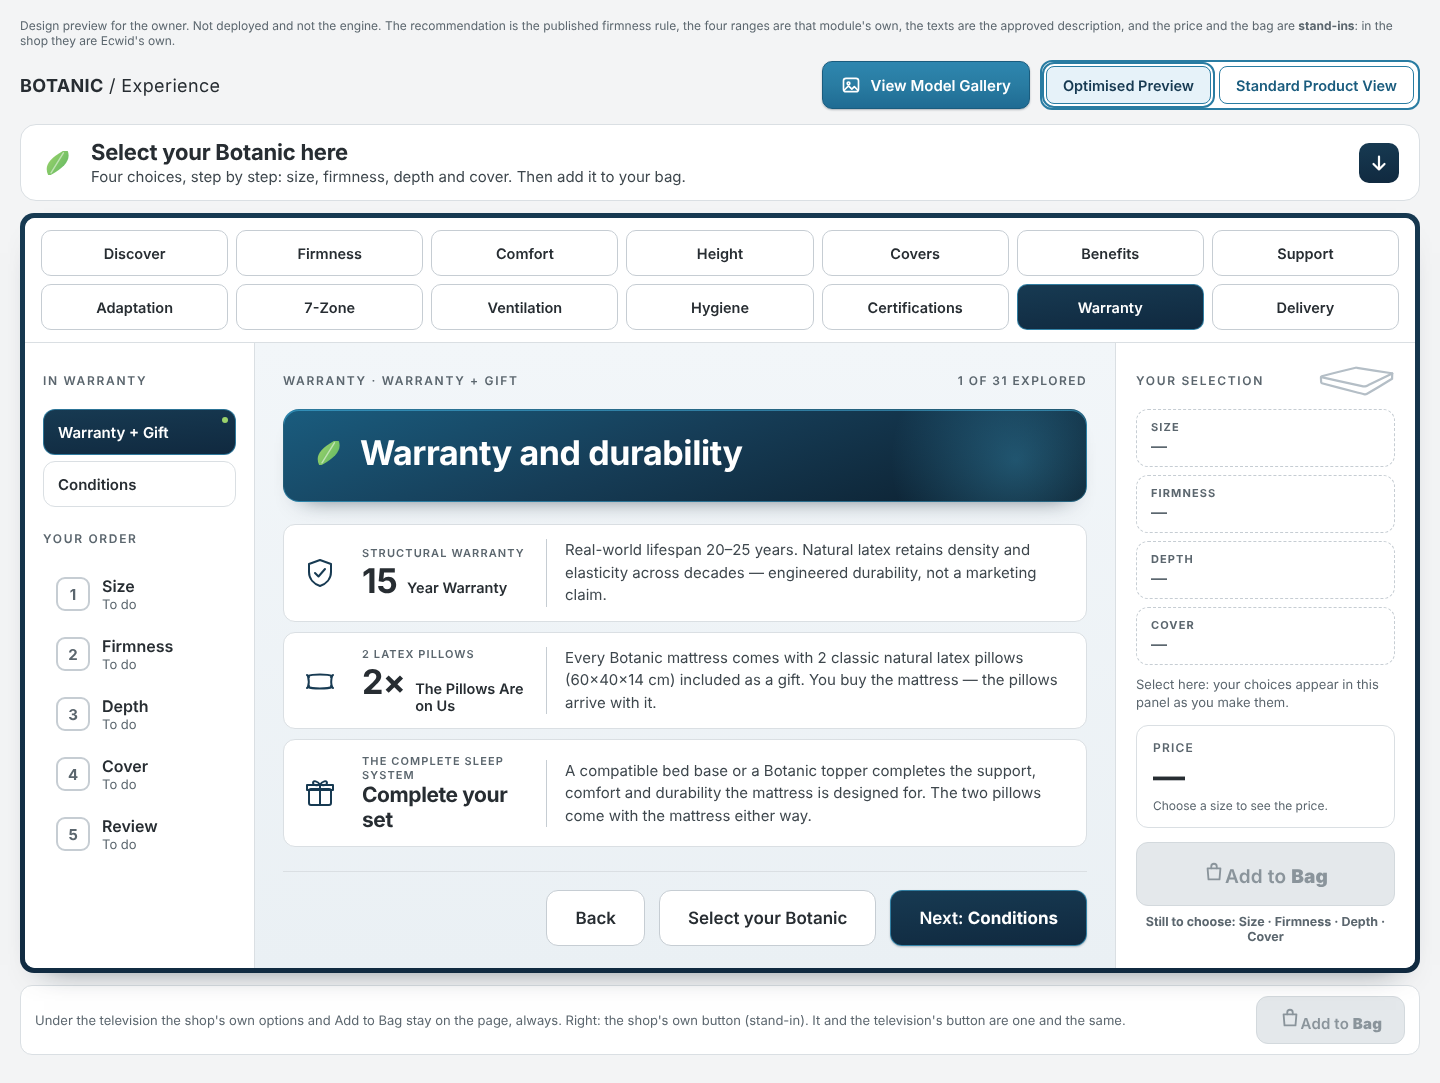 Design preview for the owner. Not deployed and not the engine. The recommendation is the published firmness rule, the four ranges are that module's own, the texts are the approved description, and the price and the bag are stand-ins: in the
shop they are Ecwid's own.
BOTANIC / Experience
View Model Gallery
Optimised Preview
Standard Product View
Select your Botanic here
Four choices, step by step: size, firmness, depth and cover. Then add it to your bag.
Discover
Firmness
Comfort
Height
Covers
Benefits
Support
Adaptation
7-Zone
Ventilation
Hygiene
Certifications
Warranty
Delivery
IN WARRANTY
Warranty + Gift
Conditions
YOUR ORDER
1
Size
To do
2
Firmness
To do
3
Depth
To do
4
Cover
To do
5
Review
To do
WARRANTY · WARRANTY + GIFT
1 OF 31 EXPLORED
Warranty and durability
STRUCTURAL WARRANTY
15 Year Warranty
Real-world lifespan 20–25 years. Natural latex retains density and
elasticity across decades — engineered durability, not a marketing
claim.
2 LATEX PILLOWS
2× The Pillows Are
on Us
Every Botanic mattress comes with 2 classic natural latex pillows
(60×40×14 cm) included as a gift. You buy the mattress — the pillows
arrive with it.
THE COMPLETE SLEEP
SYSTEM
Complete your
set
A compatible bed base or a Botanic topper completes the support,
comfort and durability the mattress is designed for. The two pillows
come with the mattress either way.
Back
Select your Botanic
Next: Conditions
YOUR SELECTION
SIZE
—
FIRMNESS
—
DEPTH
—
COVER
—
Select here: your choices appear in this
panel as you make them.
PRICE
—
Choose a size to see the price.
Add to Bag
Still to choose: Size · Firmness · Depth ·
Cover
Under the television the shop's own options and Add to Bag stay on the page, always. Right: the shop's own button (stand-in). It and the television's button are one and the same.
Add to Bag